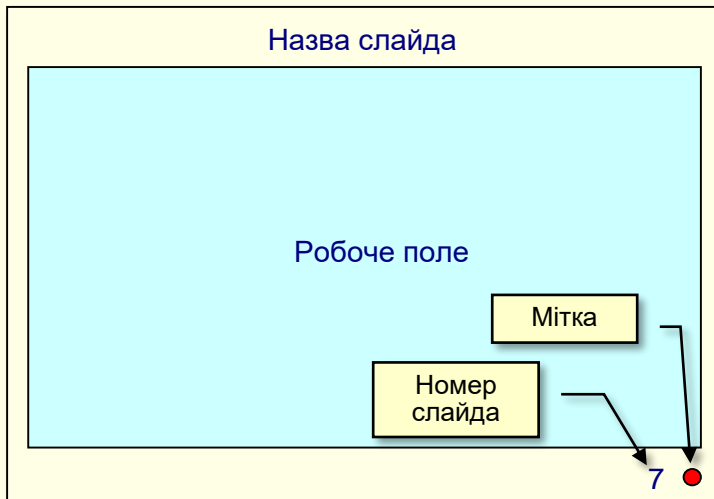 Назва слайда
Робоче поле
Мітка
Номер
слайда
7